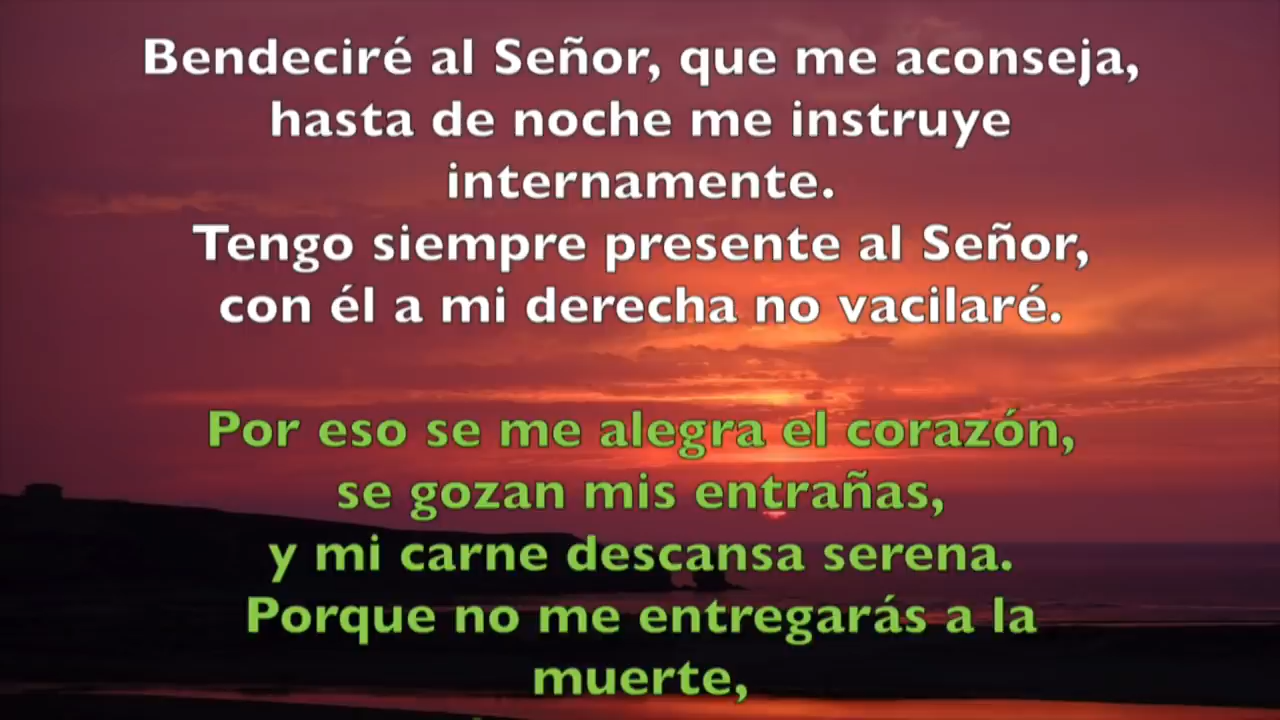 Bendeciré al Señor, que me aconseja,
hasta de noche me instruye
internamente.
Tengo siempre presente al Señor,
con él a mi derecha no vacilaré.
Por eso se me alegra el corazón,
se gozan mis entrañas,
y mi carne descansa serena.
Porque no me entregarás a la
muerte,